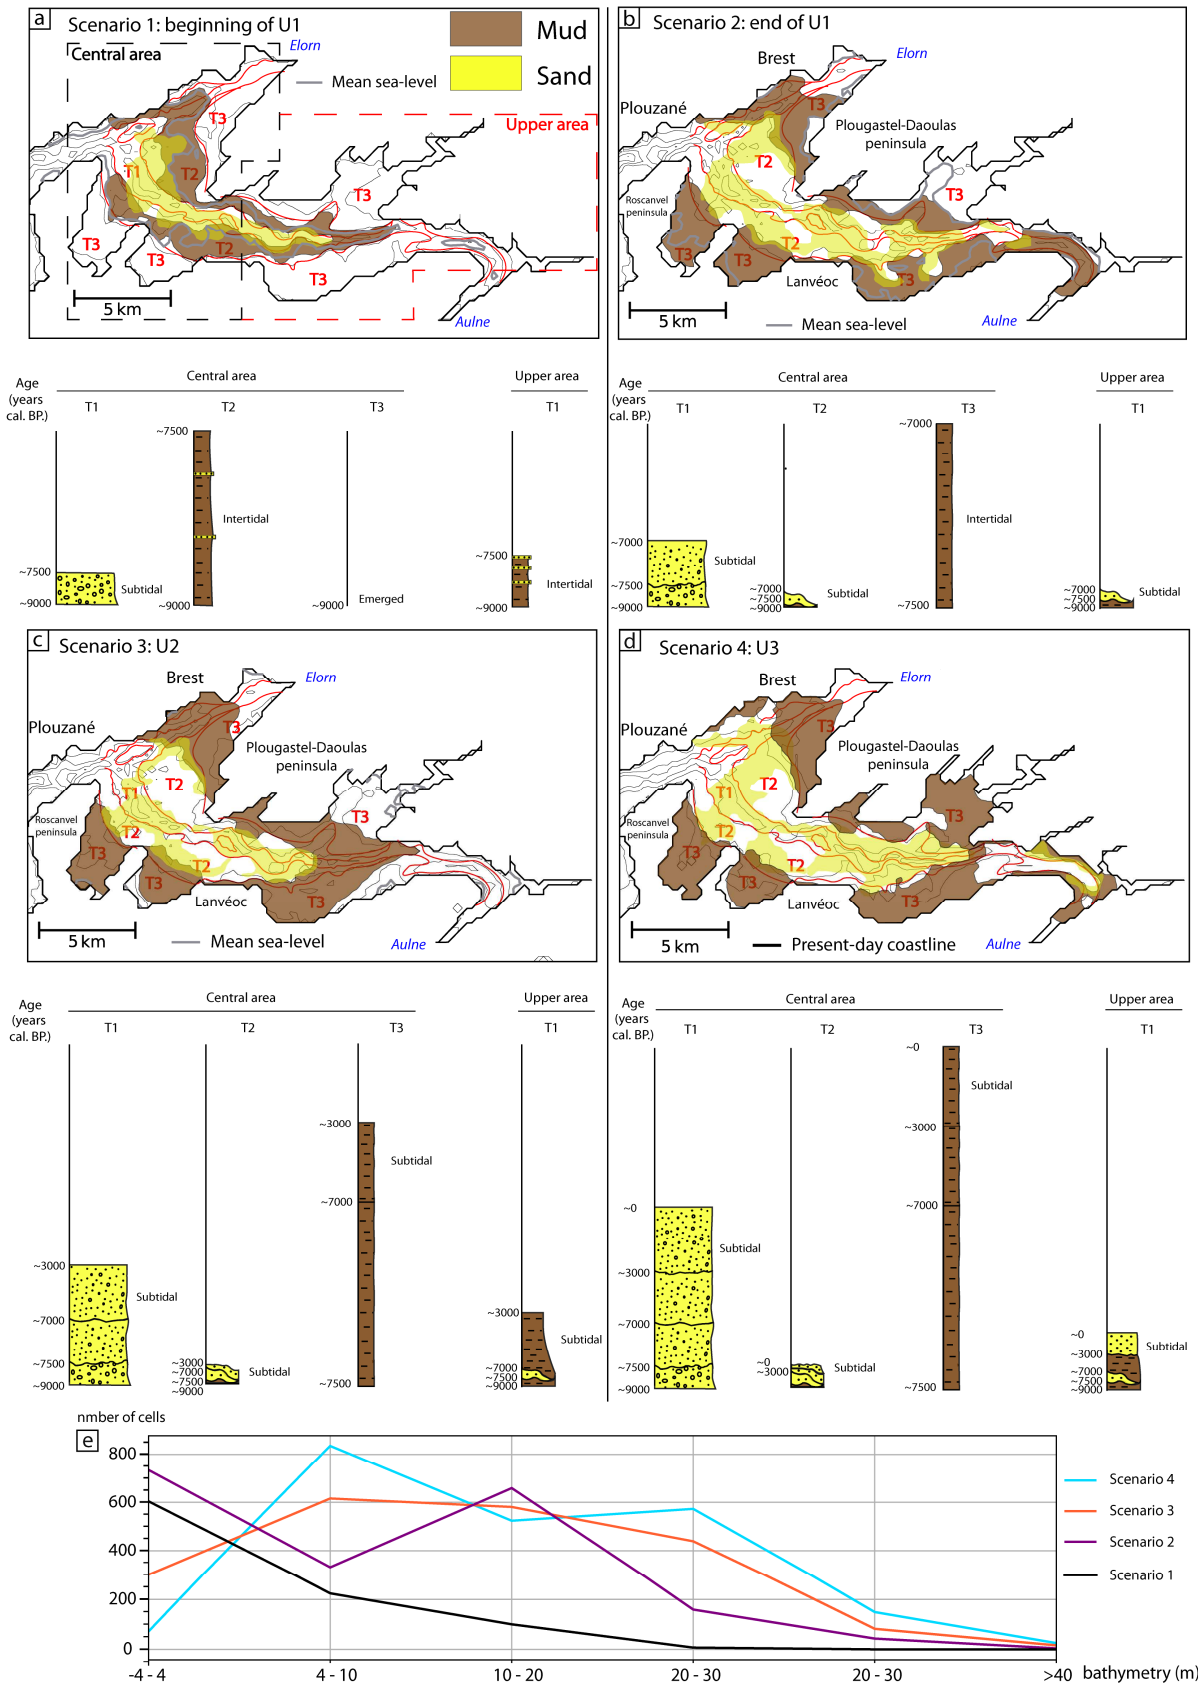 a
Scenario 1: beginning of U1
Central area
Elorn
Mean sea-level
Mud
Sand
Upper area
T3
T1
T2
T3
T3
T3
T2
T3
5 km
Aulne
b
Scenario 2: end of U1
Brest
Elorn
Plouzané
T3
Plougastel-Daoulas
peninsula
T2
Roscanvel
peninsula
T3
T3
T3
T2
Lanvéoc
T3
5 km
Mean sea-level
Aulne
Age
(years
cal. BP.)
Central area
Upper area
T1
T2
T3
T1
~7500
Intertidal
~7500
~9000
Subtidal
~9000
~9000
Emerged
~7500
~9000
Intertidal
Age
(years
cal. BP.)
Central area
Upper area
T1
T2
T3
T1
~7000
~7000
Subtidal
Intertidal
~7500
~9000
~7000
~7500
~9000
Subtidal
~7500
~7000
~7500
~9000
Subtidal
c
Scenario 3: U2
Brest
Elorn
Plouzané
T3
Plougastel-Daoulas
peninsula
T1
T2
Roscanvel
peninsula
T2
T3
T3
T3
T2
Lanvéoc
T3
5 km
Mean sea-level
Aulne
d
Scenario 4: U3
Brest
Elorn
Plouzané
T3
Plougastel-Daoulas
peninsula
T1
T2
Roscanvel
peninsula
T2
T3
T3
T3
T2
Lanvéoc
T3
5 km
Present-day coastline
Aulne
Age
(years
cal. BP.)
Central area
Upper area
T1
T2
T3
T1
~3000
Subtidal
~7000
~3000
Subtidal
~7000
~7500
~9000
~3000
~7000
~7500
~9000
Subtidal
~7500
~3000
Subtidal
~7000
~7500
~9000
Age
(years
cal. BP.)
Central area
Upper area
T1
T2
T3
T1
~0
Subtidal
~3000
~7000
~0
Subtidal
~3000
~7000
~7500
~9000
~0
~3000
Subtidal
~7500
~0
~3000
~7000
~7500
~9000
Subtidal
nmber of cells
e
800
600
400
200
0
-4 - 4
4 - 10
10 - 20
20 - 30
20 - 30
>40
bathymetry (m)
Scenario 4
Scenario 3
Scenario 2
Scenario 1